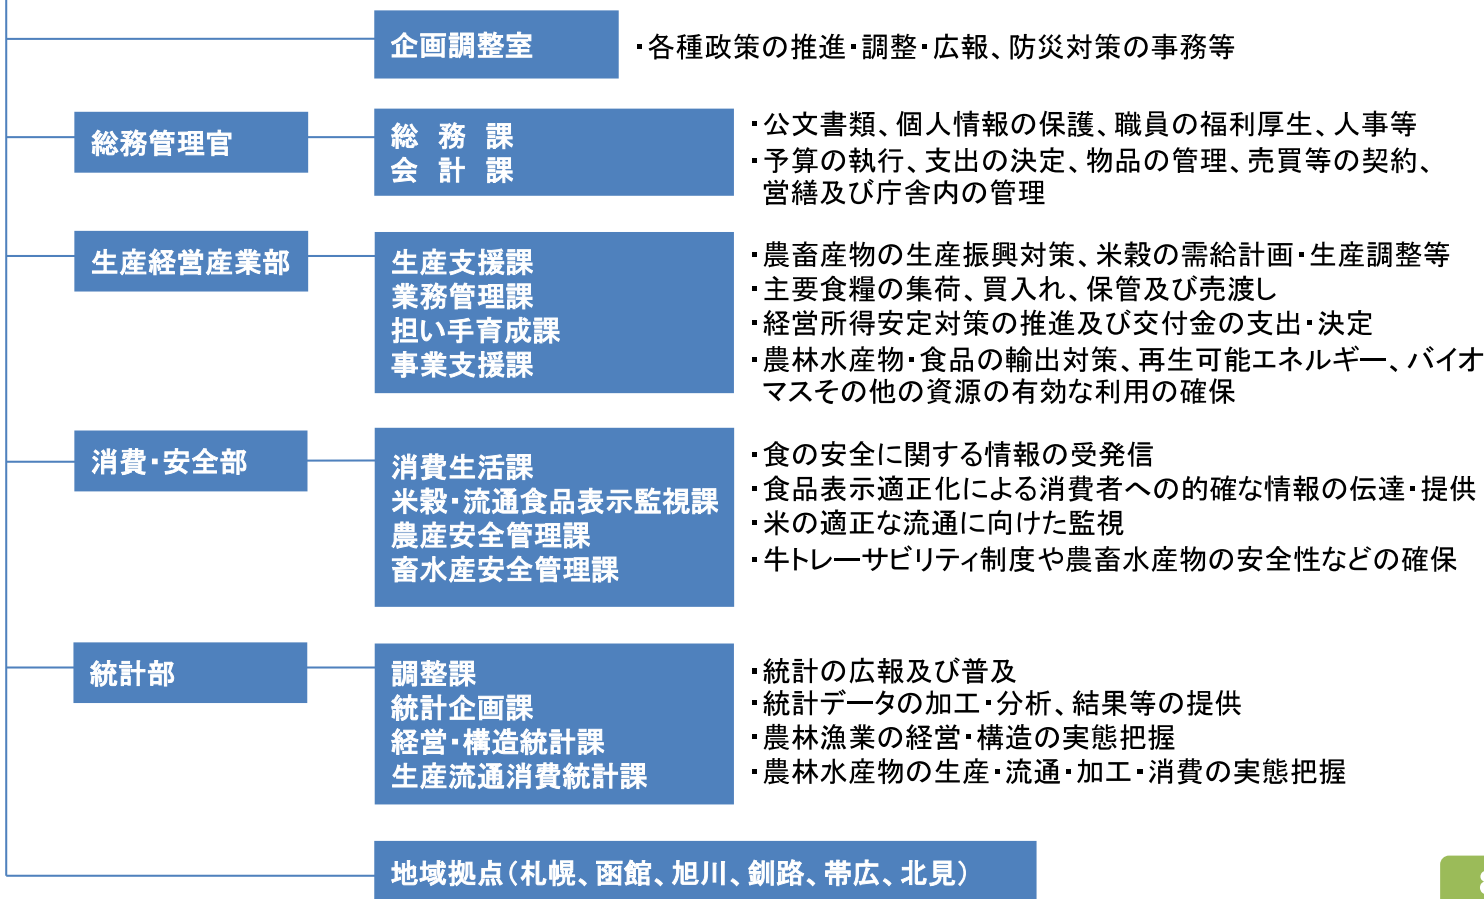 企画調整室
・各種政策の推進・調整・広報、防災対策の事務等
総務管理官
総　務　課
会　計　課
・公文書類、個人情報の保護、職員の福利厚生、人事等
・予算の執行、支出の決定、物品の管理、売買等の契約、
営繕及び庁舎内の管理
生産経営産業部
生産支援課
業務管理課
担い手育成課
事業支援課
・農畜産物の生産振興対策、米穀の需給計画・生産調整等
・主要食糧の集荷、買入れ、保管及び売渡し
・経営所得安定対策の推進及び交付金の支出・決定
・農林水産物・食品の輸出対策、再生可能エネルギー、バイオ
マスその他の資源の有効な利用の確保
消費・安全部
消費生活課
米穀・流通食品表示監視課
農産安全管理課
畜水産安全管理課
・食の安全に関する情報の受発信
・食品表示適正化による消費者への的確な情報の伝達・提供
・米の適正な流通に向けた監視
・牛トレーサビリティ制度や農畜水産物の安全性などの確保
統計部
調整課
統計企画課
経営・構造統計課
生産流通消費統計課
・統計の広報及び普及
・統計データの加工・分析、結果等の提供
・農林漁業の経営・構造の実態把握
・農林水産物の生産・流通・加工・消費の実態把握
地域拠点（札幌、函館、旭川、釧路、帯広、北見）